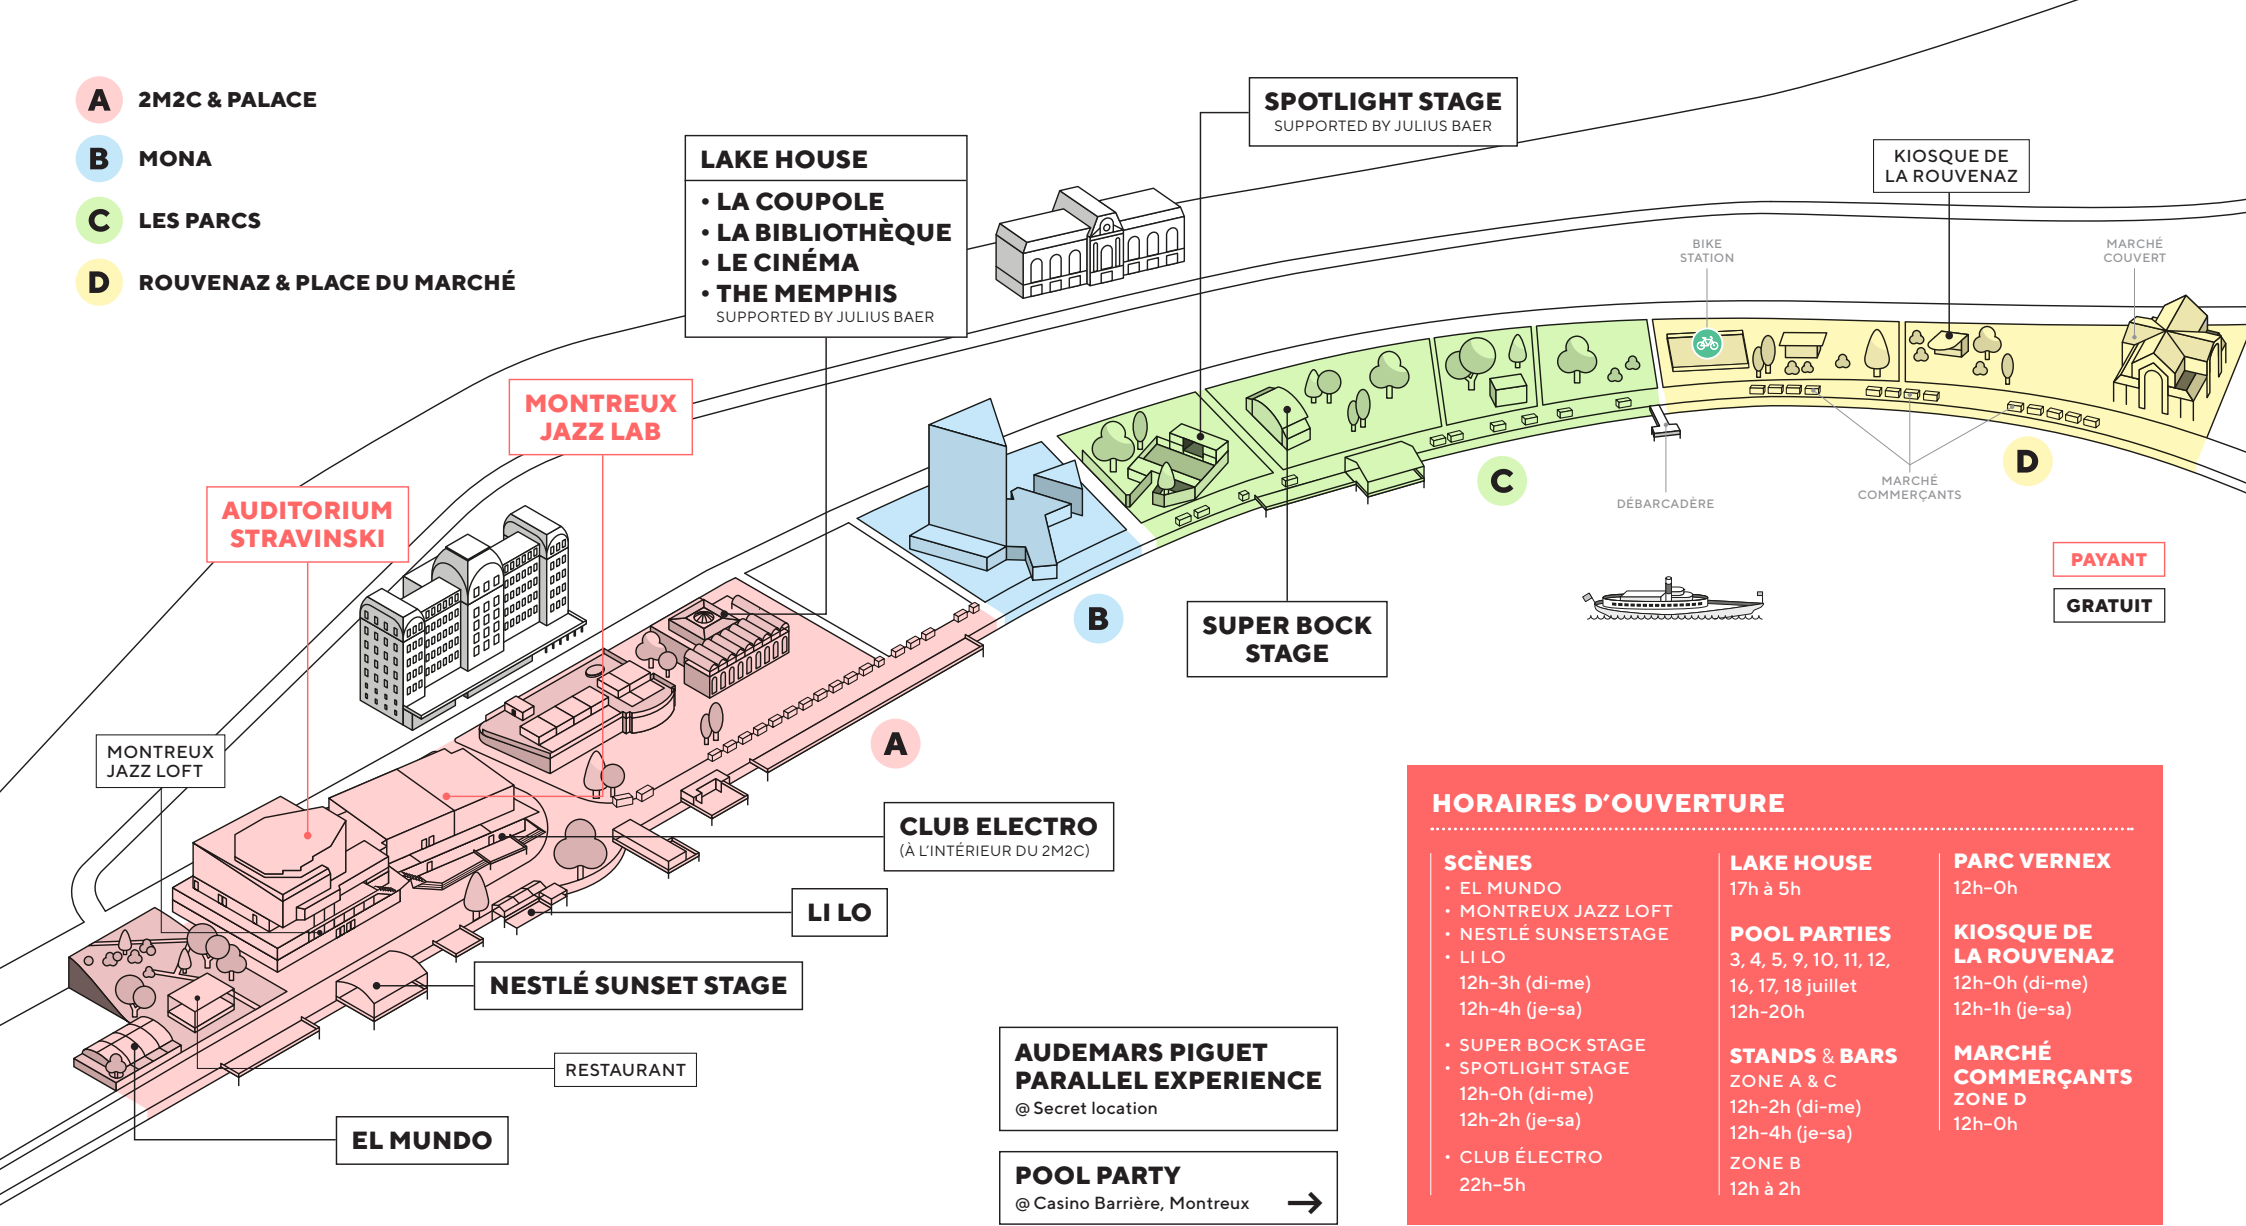 A 2M2C & PALACE
B MONA
C LES PARCS
D ROUVENAZ & PLACE DU MARCHÉ
LAKE HOUSE
• LA COUPOLE
• LA BIBLIOTHÈQUE
• LE CINÉMA
• THE MEMPHIS
SUPPORTED BY JULIUS BAER
SPOTLIGHT STAGE
SUPPORTED BY JULIUS BAER
KIOSQUE DE
LA ROUVENAZ
BIKE
STATION
MARCHÉ
COUVERT
MONTREUX
JAZZ LAB
AUDITORIUM
STRAVINSKI
C
D
MARCHÉ
COMMERÇANTS
DÉBARCADÈRE
PAYANT
GRATUIT
B
SUPER BOCK
STAGE
A
MONTREUX
JAZZ LOFT
CLUB ELECTRO
(À L'INTÉRIEUR DU 2M2C)
LI LO
NESTLÉ SUNSET STAGE
RESTAURANT
EL MUNDO
AUDEMARS PIGUET
PARALLEL EXPERIENCE
@ Secret location
POOL PARTY
@ Casino Barrière, Montreux →
HORAIRES D'OUVERTURE
SCÈNES
• EL MUNDO
• MONTREUX JAZZ LOFT
• NESTLÉ SUNSETSTAGE
• LI LO
12h-3h (di-me)
12h-4h (je-sa)
• SUPER BOCK STAGE
• SPOTLIGHT STAGE
12h-0h (di-me)
12h-2h (je-sa)
• CLUB ÉLECTRO
22h-5h
LAKE HOUSE
17h à 5h
POOL PARTIES
3, 4, 5, 9, 10, 11, 12,
16, 17, 18 juillet
12h-20h
STANDS & BARS
ZONE A & C
12h-2h (di-me)
12h-4h (je-sa)
ZONE B
12h à 2h
PARC VERNEX
12h-0h
KIOSQUE DE
LA ROUVENAZ
12h-0h (di-me)
12h-1h (je-sa)
MARCHÉ
COMMERÇANTS
ZONE D
12h-0h